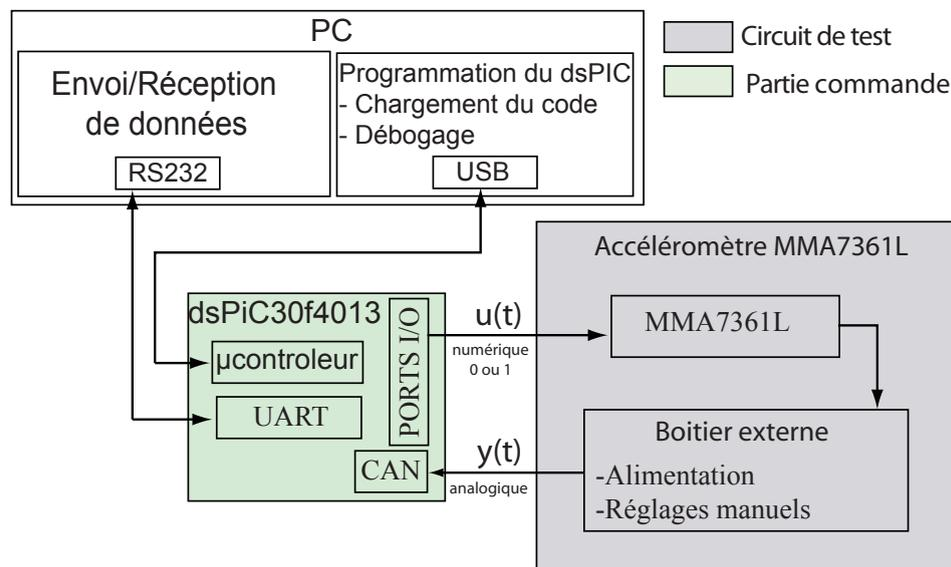 PC
Envoi/Réception
de données
RS232
Programmation du dsPIC
- Chargement du code
- Débogage
USB
Circuit de test
Partie commande
dsPiC30f4013
µcontroleur
UART
PORTS I/O
CAN
u(t)
numérique
0 ou 1
y(t)
analogique
Accéléromètre MMA7361L
MMA7361L
Boitier externe
-Alimentation
-Réglages manuels